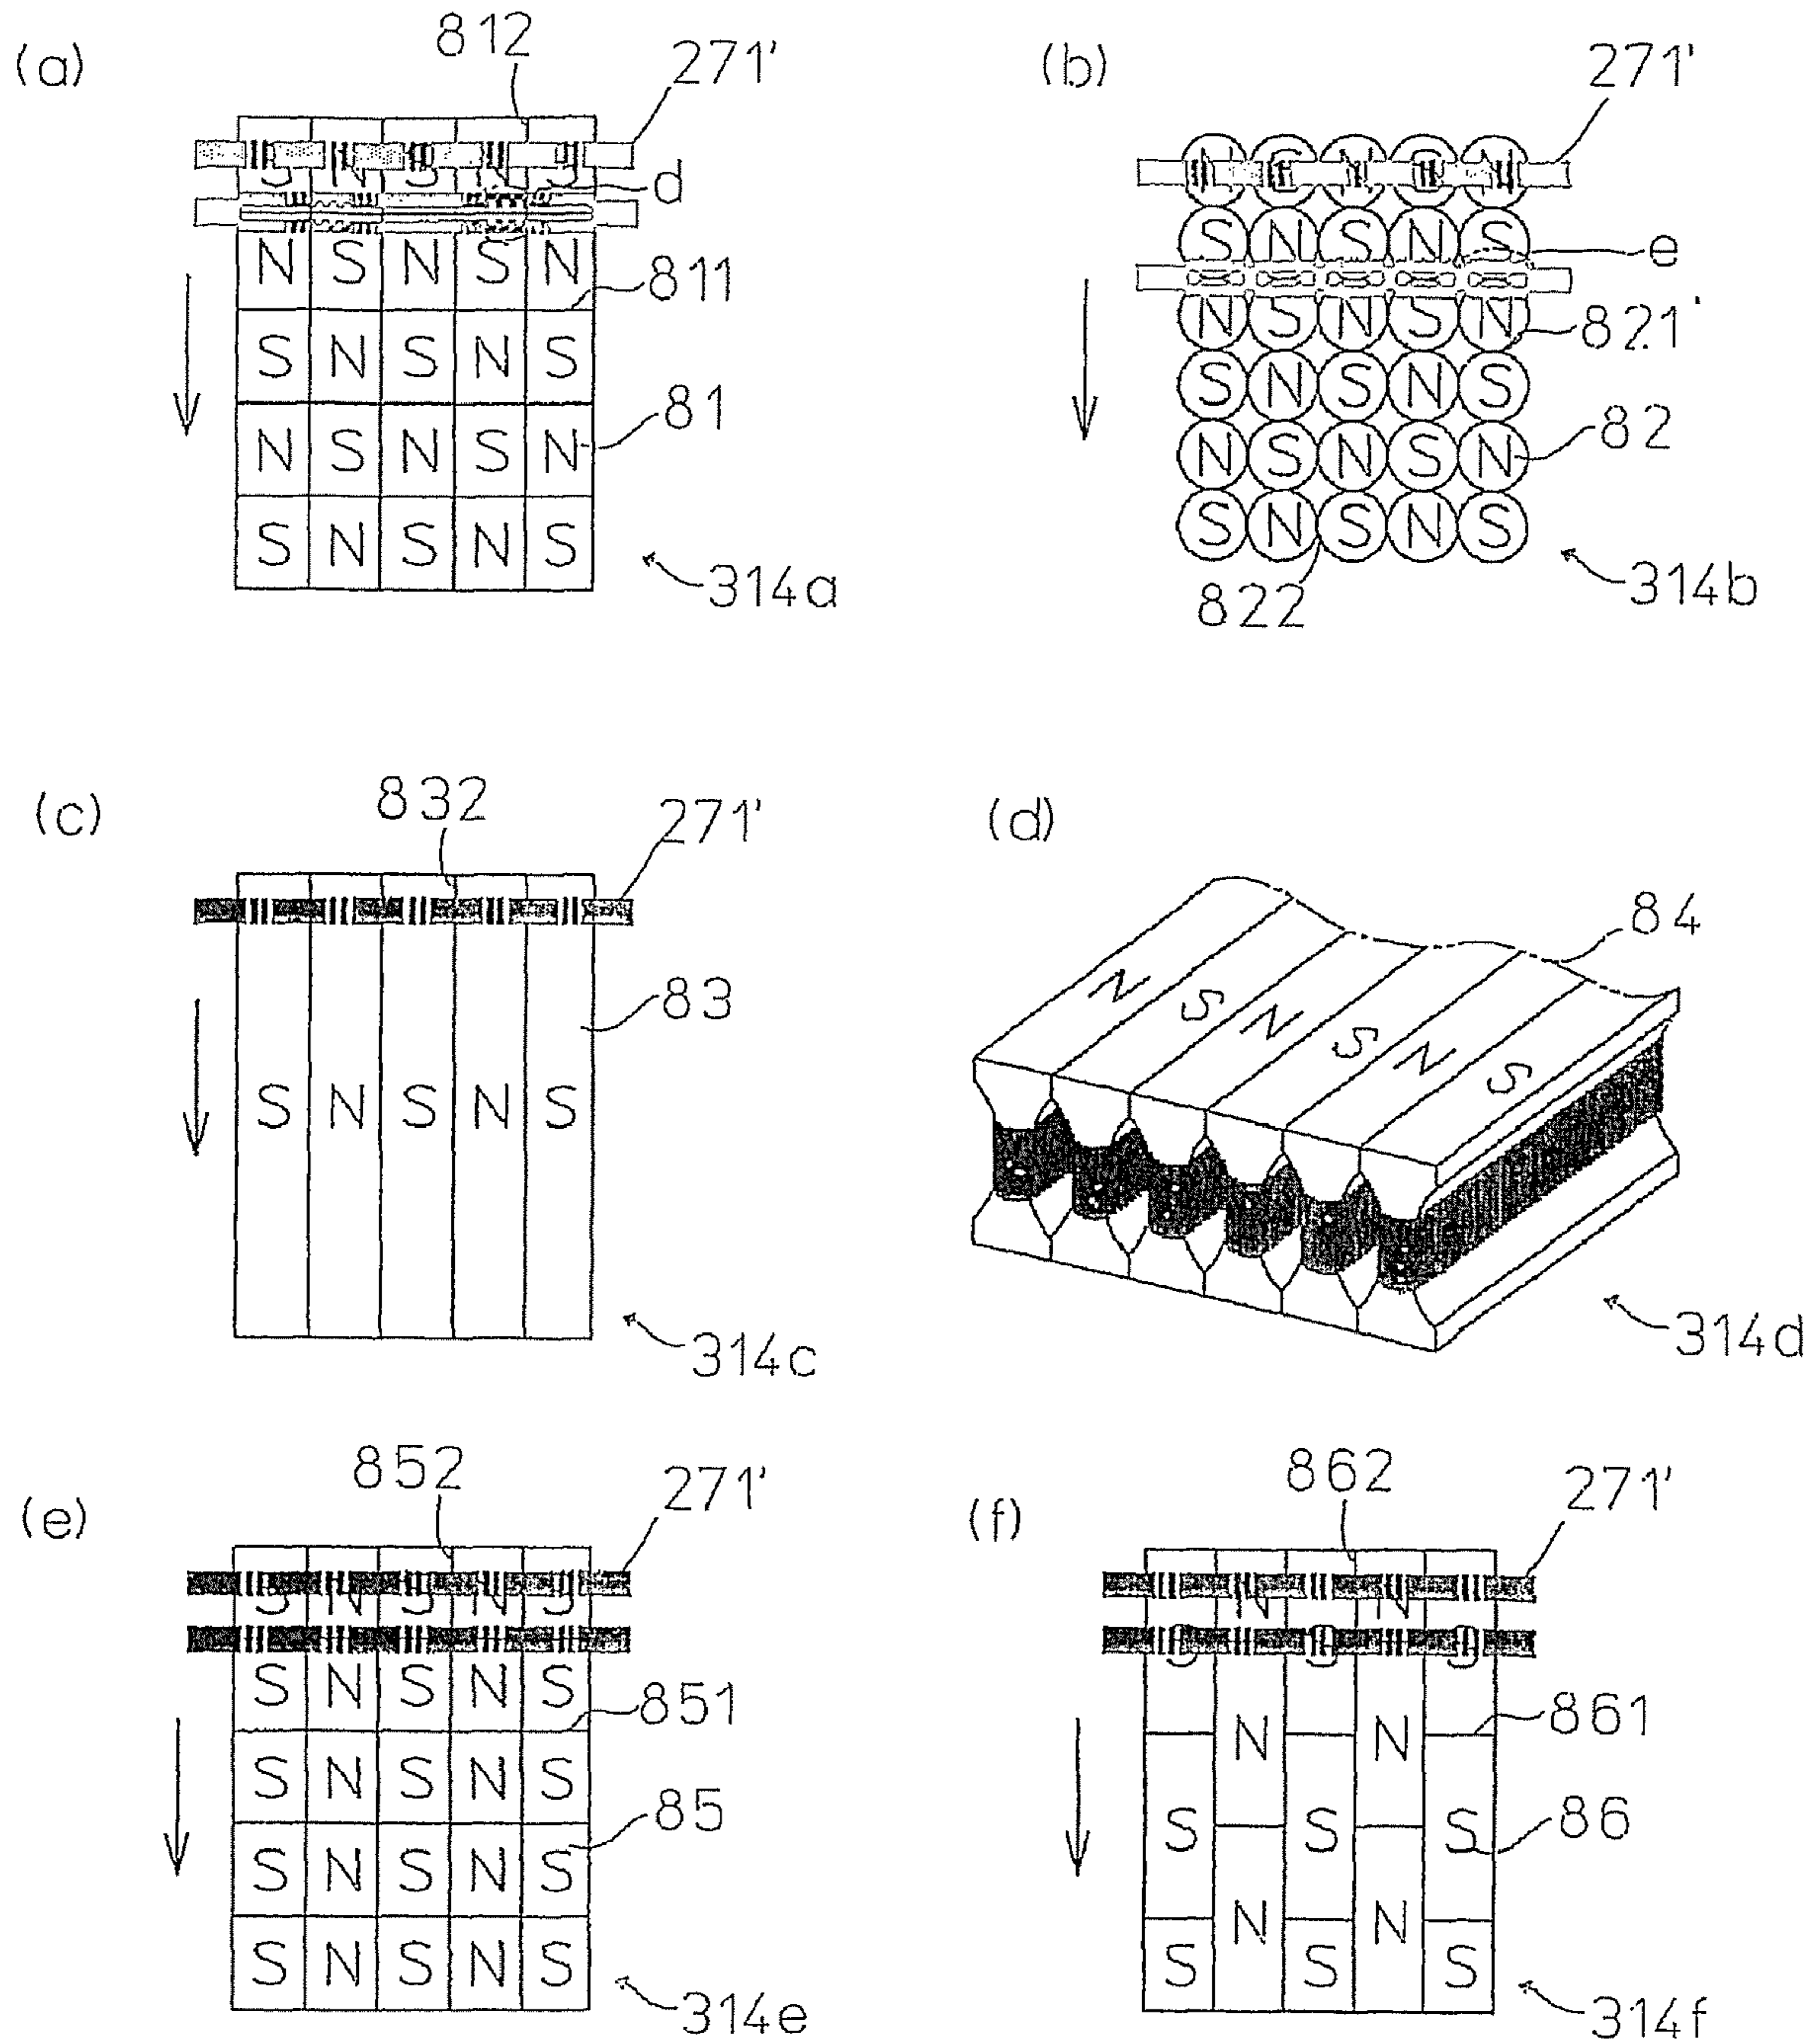 (a)
812
271'
d
N S N S N
811
S N S N S
81
N S N S N
S N S N S
314a
(b)
271'
S N S N S
e
N S N S N
821'
S N S N S
82
N S N S N
S N S N S
822
314b
(c)
832
271'
83
S N S N S
314c
(d)
84
N S N S N S
314d
(e)
852
271'
S N S N S
S N S N S
851
S N S N S
85
S N S N S
S N S N S
314e
(f)
862
271'
N N
S S S
861
N N
S S S
86
N N
S S S
314f